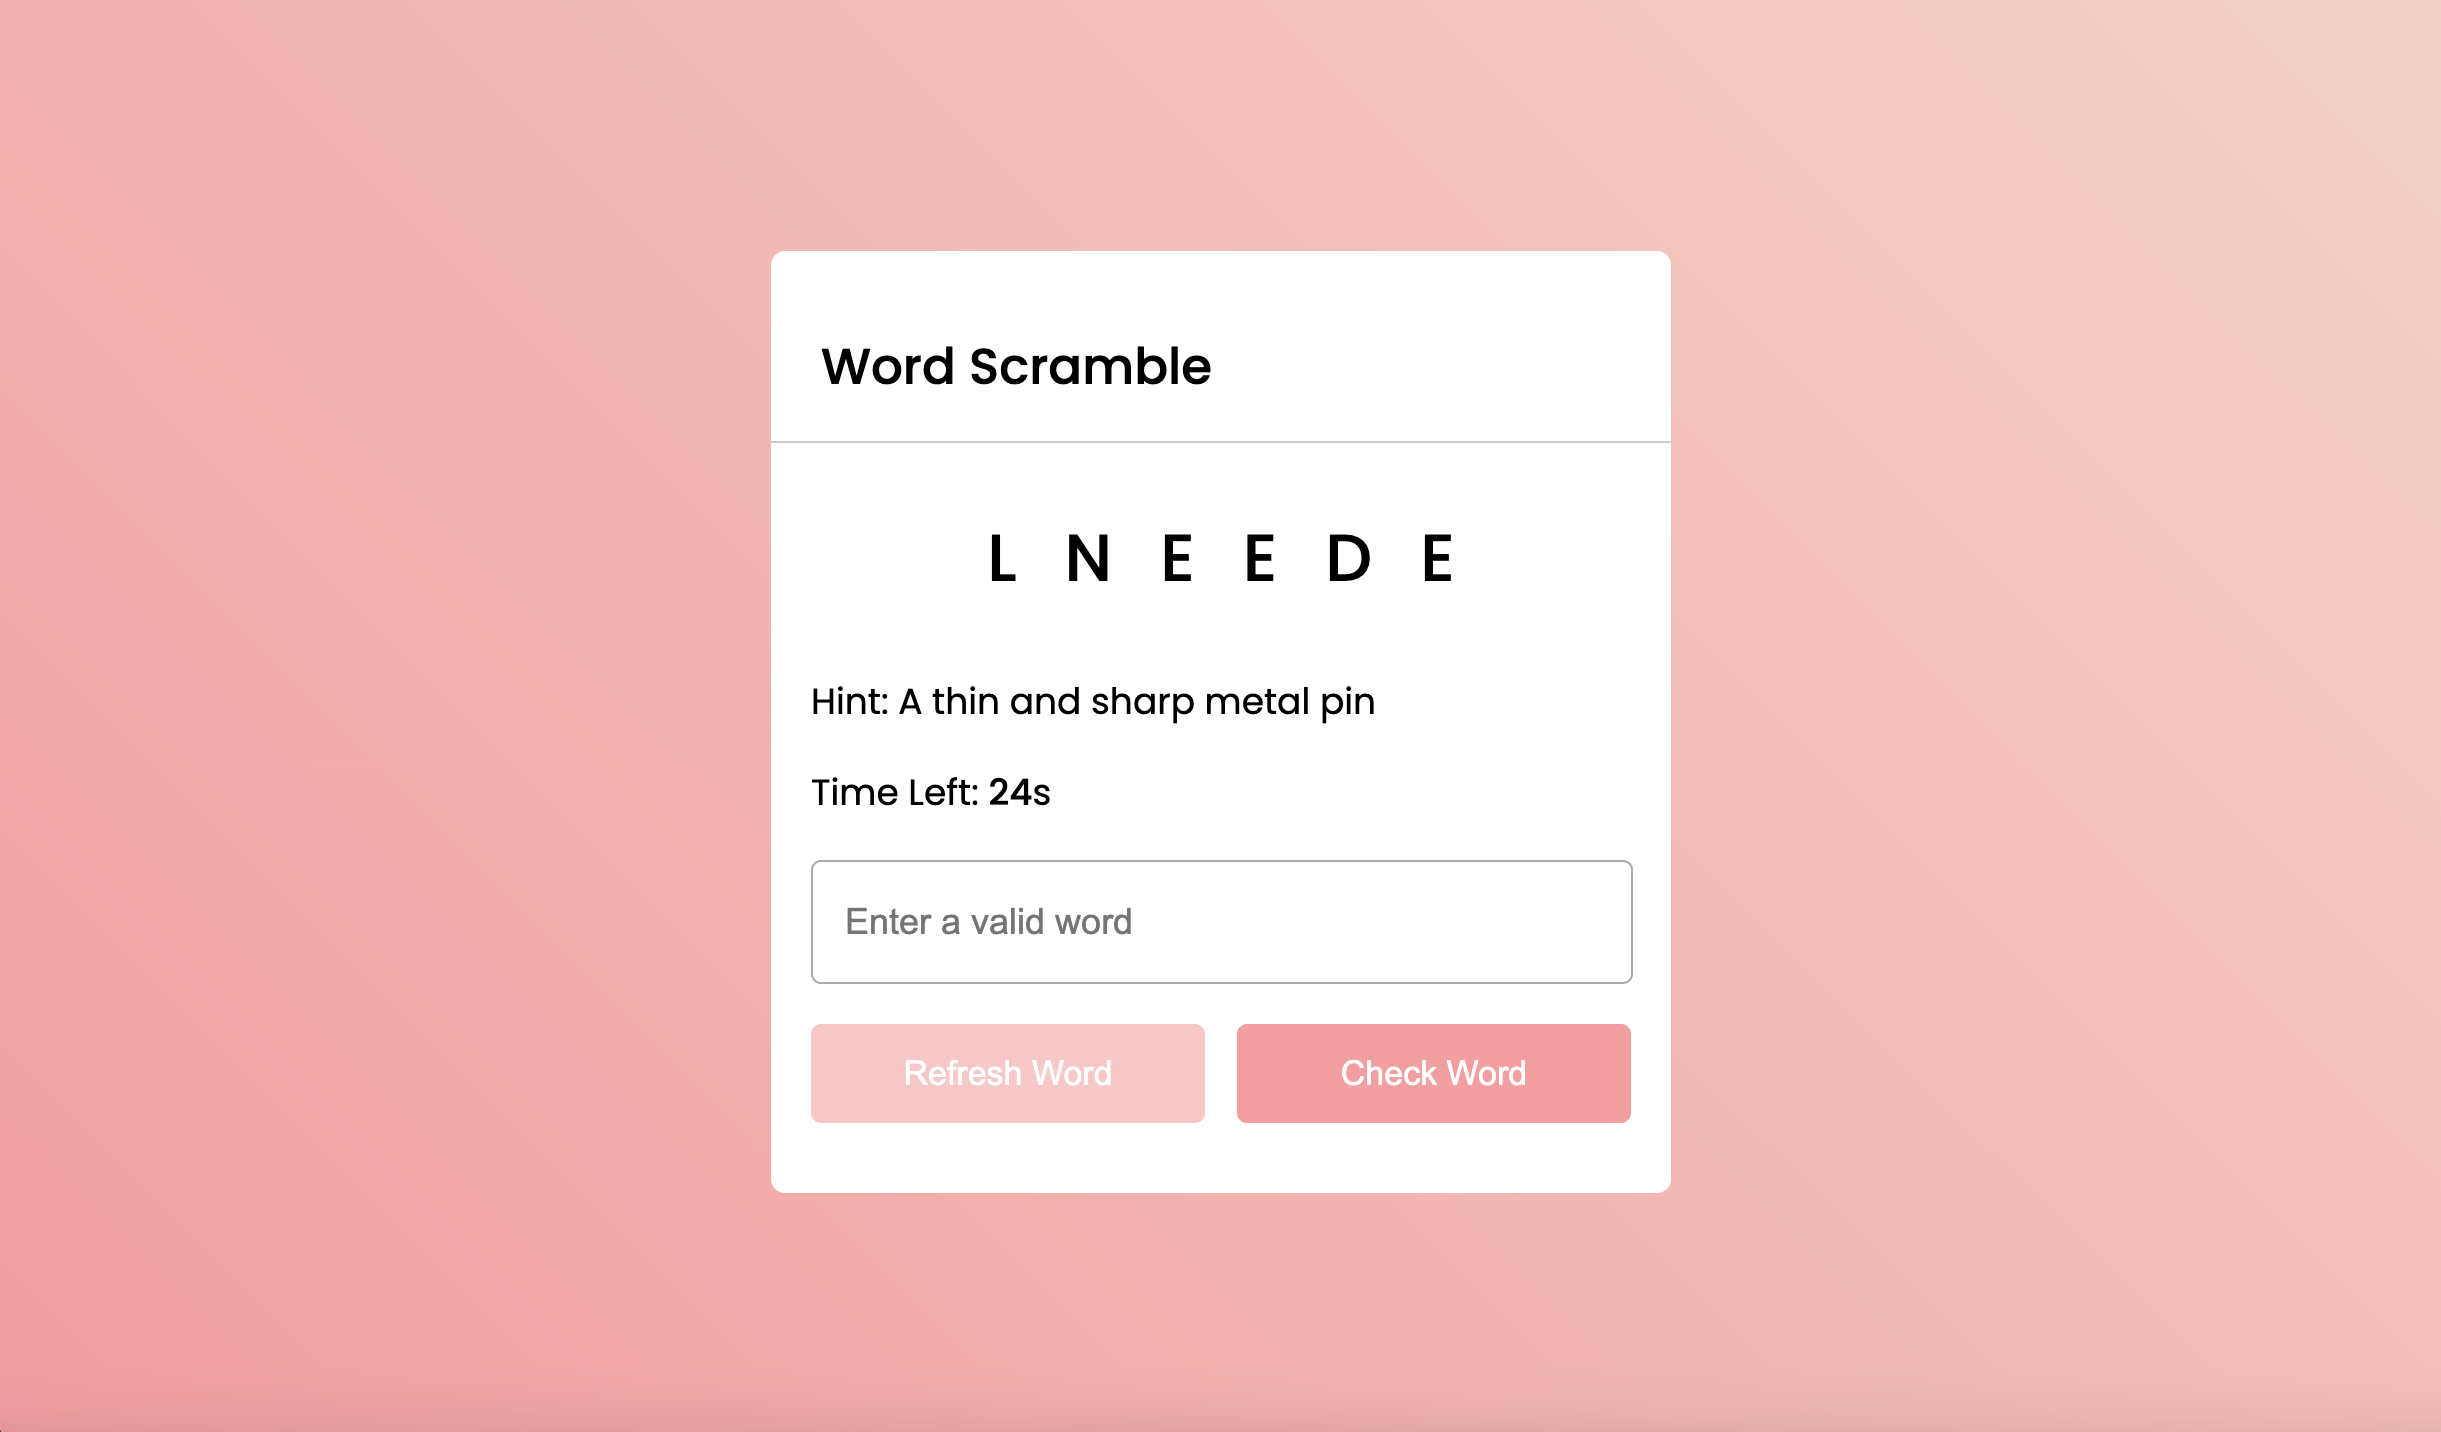 Word Scramble
L N E E D E
Hint: A thin and sharp metal pin
Time Left: 24s
Enter a valid word
Refresh Word Check Word